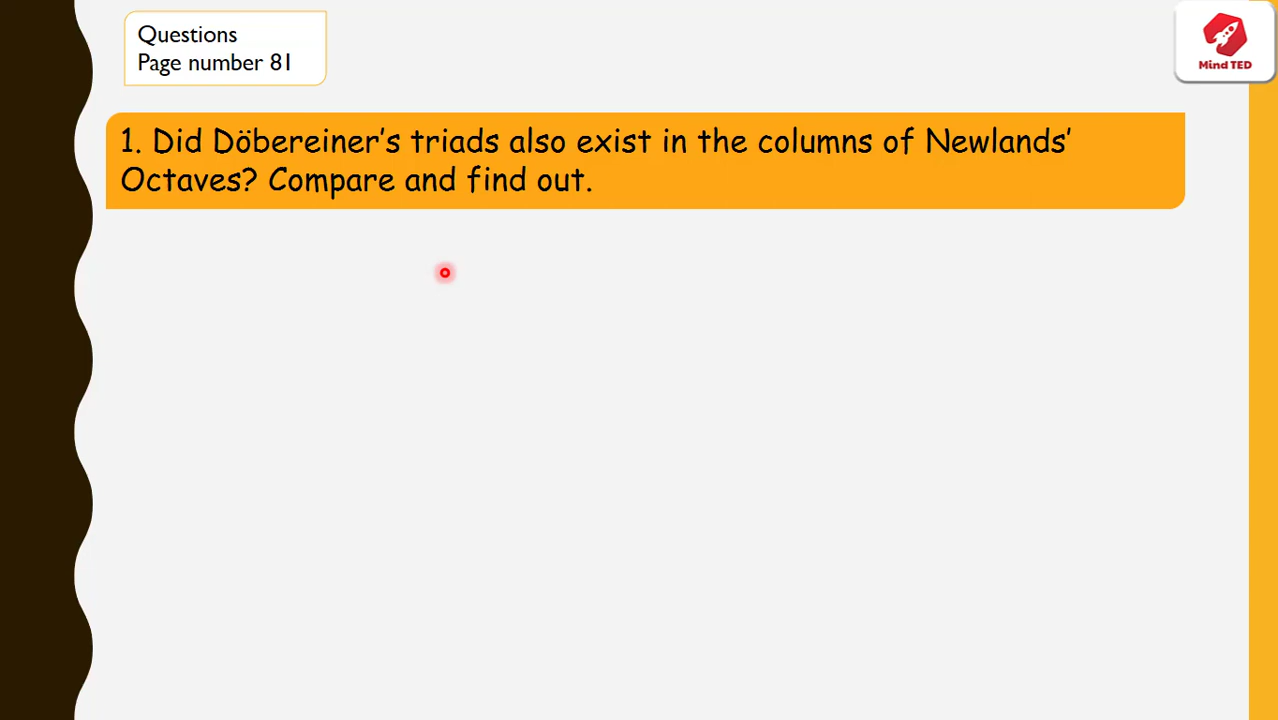 Questions
Page number 81
Mind TED
1. Did Döbereiner’s triads also exist in the columns of Newlands’
Octaves? Compare and find out.